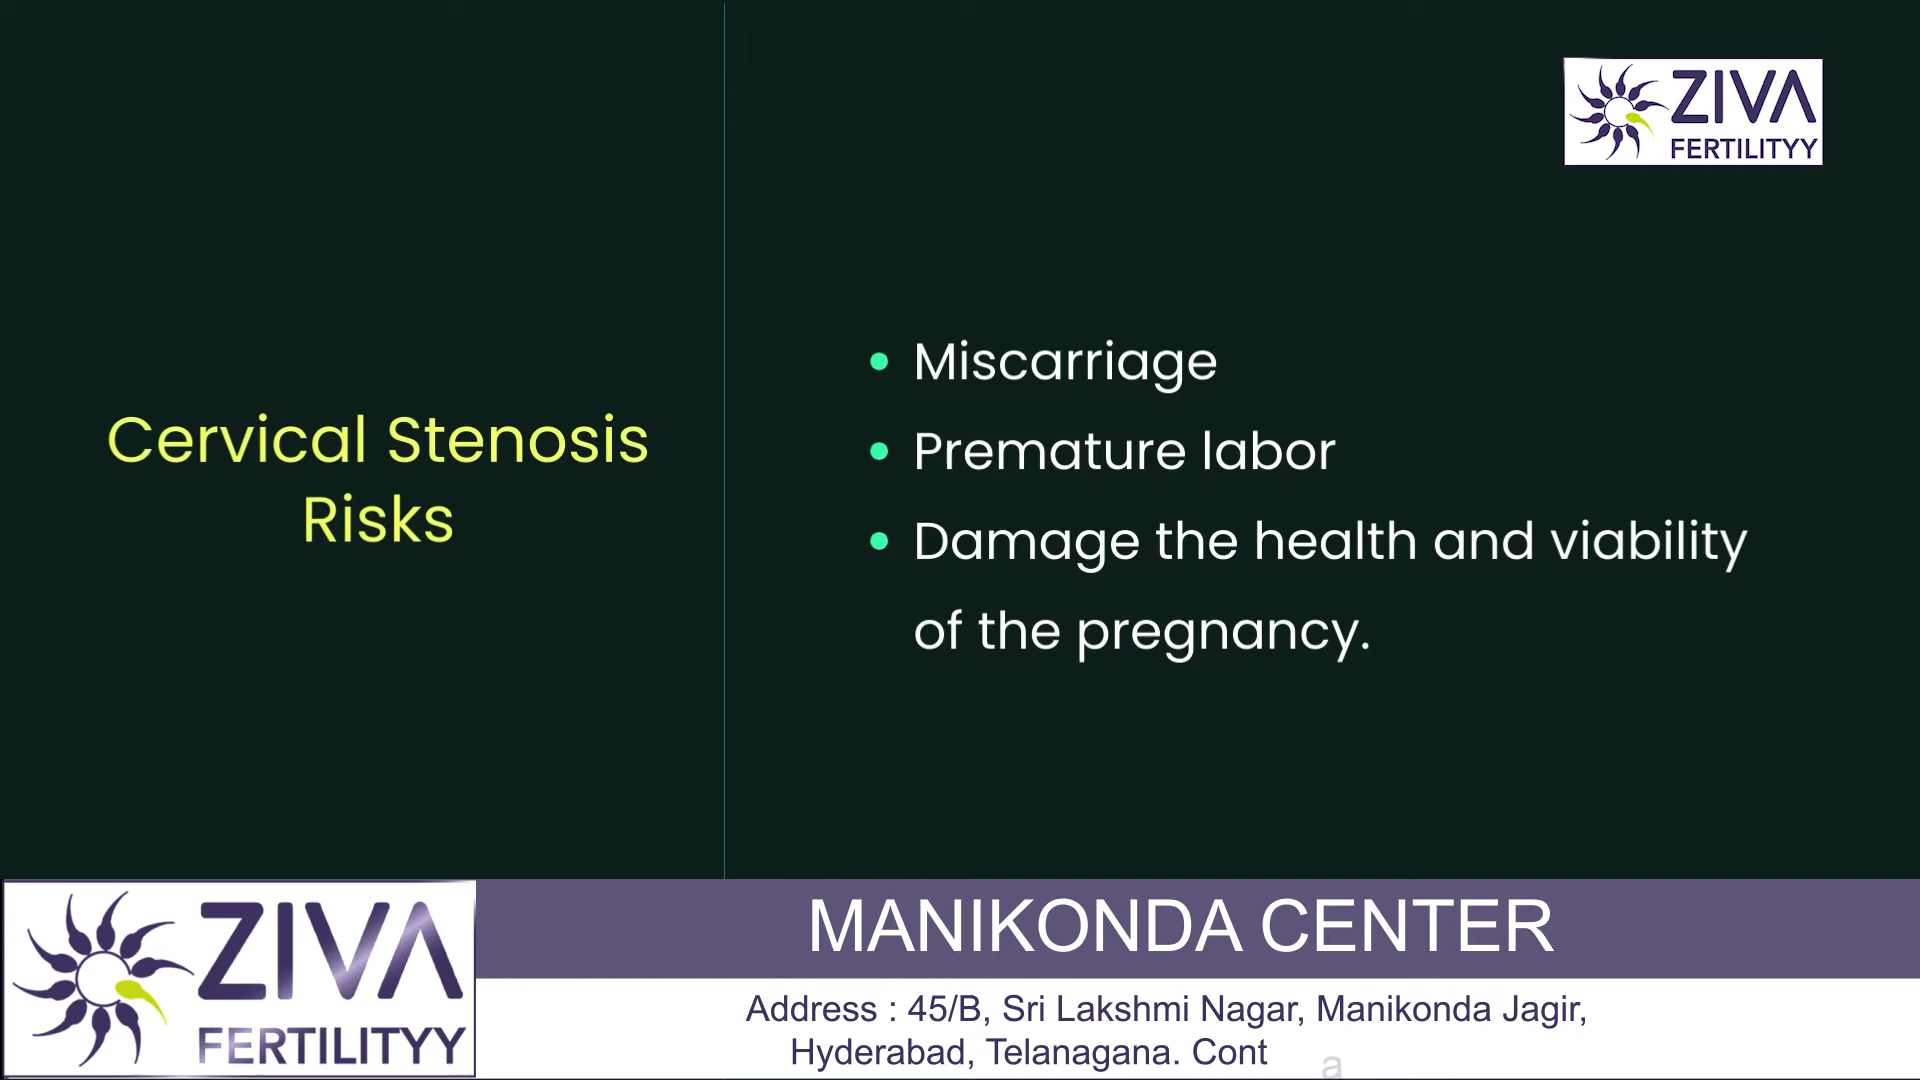 ZIVA
FERTILITYY
Cervical Stenosis
Risks
Miscarriage
Premature labor
Damage the health and viability
of the pregnancy.
ZIVA
FERTILITYY
MANIKONDA CENTER
Address : 45/B, Sri Lakshmi Nagar, Manikonda Jagir,
Hyderabad, Telanagana. Cont a